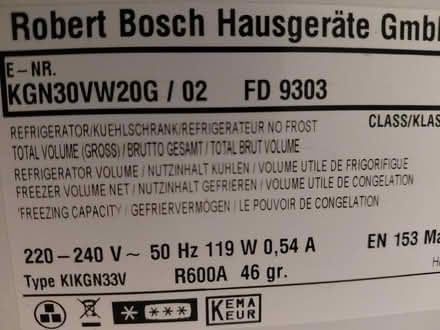 Robert Bosch Hausgeräte Gmb
E-NR.
KGN30VW20G / 02 FD 9303
REFRIGERATOR/KUEHLSCHRANK/REFRIGERATEUR NO FROST CLASS/KLAS
TOTAL VOLUME (GROSS) / BRUTTO GESAMT / TOTAL BRUT VOLUME
REFRIGERATOR VOLUME / NUTZINHALT KUHLEN / VOLUME UTILE DE FRIGORIFIGUE
FREEZER VOLUME NET / NUTZINHALT GEFRIEREN / VOLUME UTILE DE CONGELATION
'FREEZING CAPACITY / GEFRIERVERMÖGEN / LE POUVOIR DE CONGELATION
220-240 V~ 50 Hz 119 W 0,54 A EN 153 Ma
Type KIKGN33V R600A 46 gr.
KEMA
KEUR